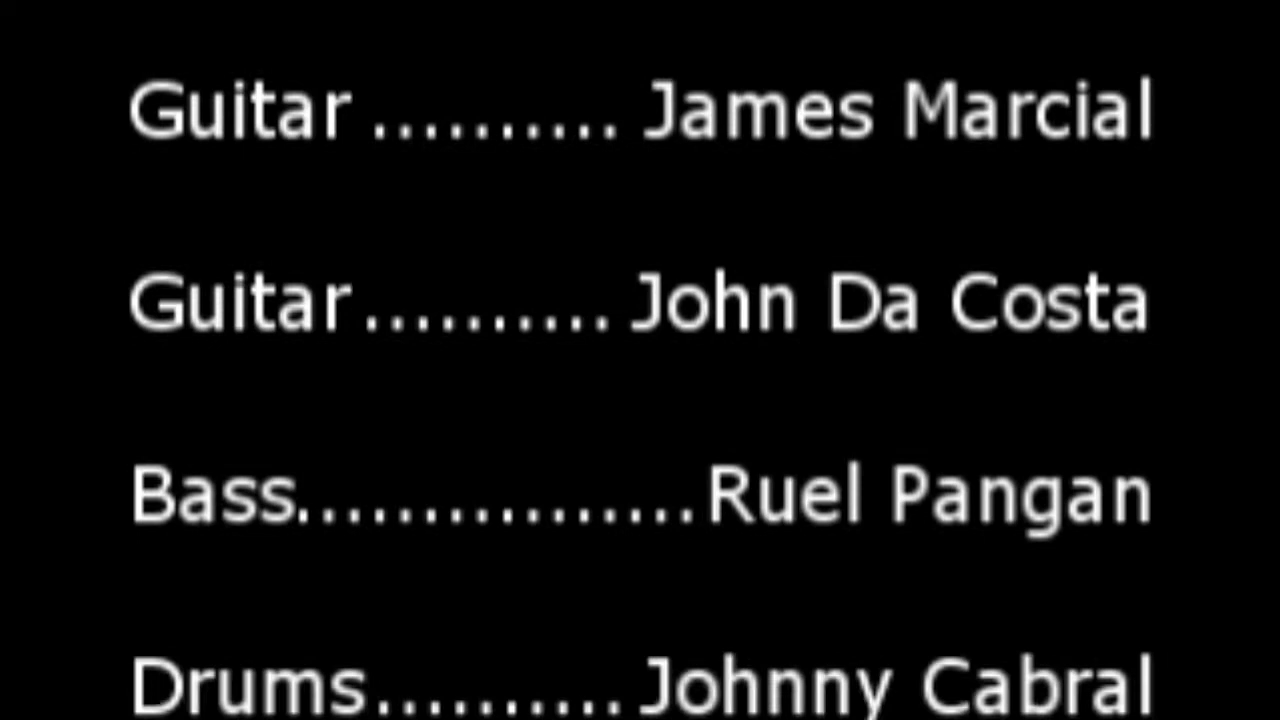 Guitar .......... James Marcial
Guitar .......... John Da Costa
Bass................ Ruel Pangan
Drums.......... Johnny Cabral